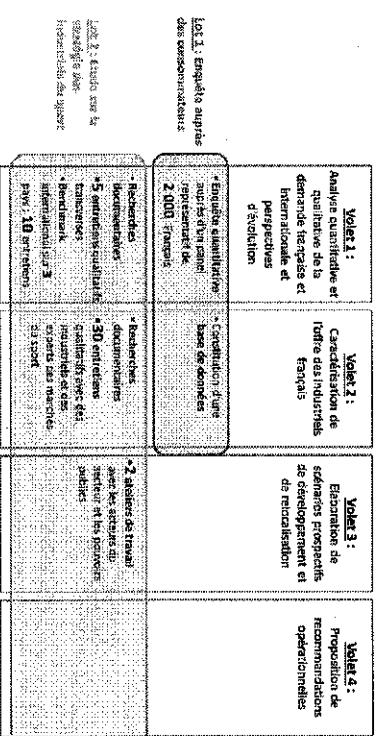 Volet 1 :
Analyse quantitative et
qualitative de la
demande française et
internationale et
perspectives
d'évolution
Volet 2 :
Caractérisation de
l'offre des industriels
français
Volet 3 :
Elaboration de
scénarios prospectifs
de développement et
de relocalisation
Volet 4 :
Proposition de
recommandations
opérationnelles
Lot 1 : Enquête auprès
des consommateurs
• Enquête quantitative
auprès d'un panel
représentatif de
2 000 Français
• Constitution d'une
base de données
Lot 2 : Etude sur la
stratégie des
industriels du sport
• Recherches
documentaires
• 5 entretiens qualitatifs
transverses
• Benchmark
international sur 3
pays : 10 entretiens
• Recherches
documentaires
• 30 entretiens
qualitatifs avec des
industriels et des
experts des marchés
du sport
• 2 ateliers de travail
avec les acteurs du
secteur et les pouvoirs
publics